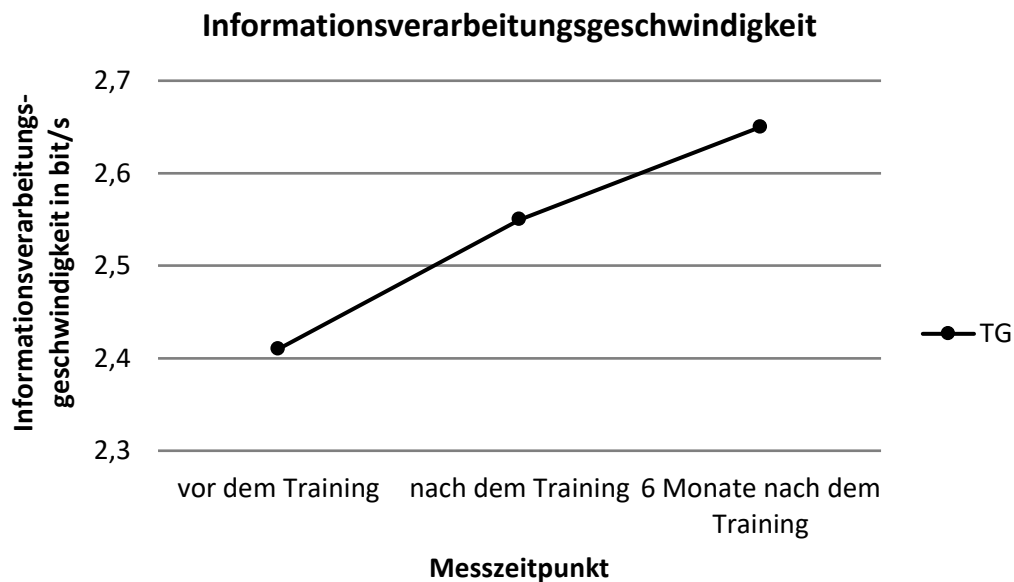 Informationsverarbeitungsgeschwindigkeit
Informationsverarbeitungs-
geschwindigkeit in bit/s
2,7
2,6
2,5
2,4
2,3
vor dem Training
nach dem Training
6 Monate nach dem
Training
Messzeitpunkt
TG